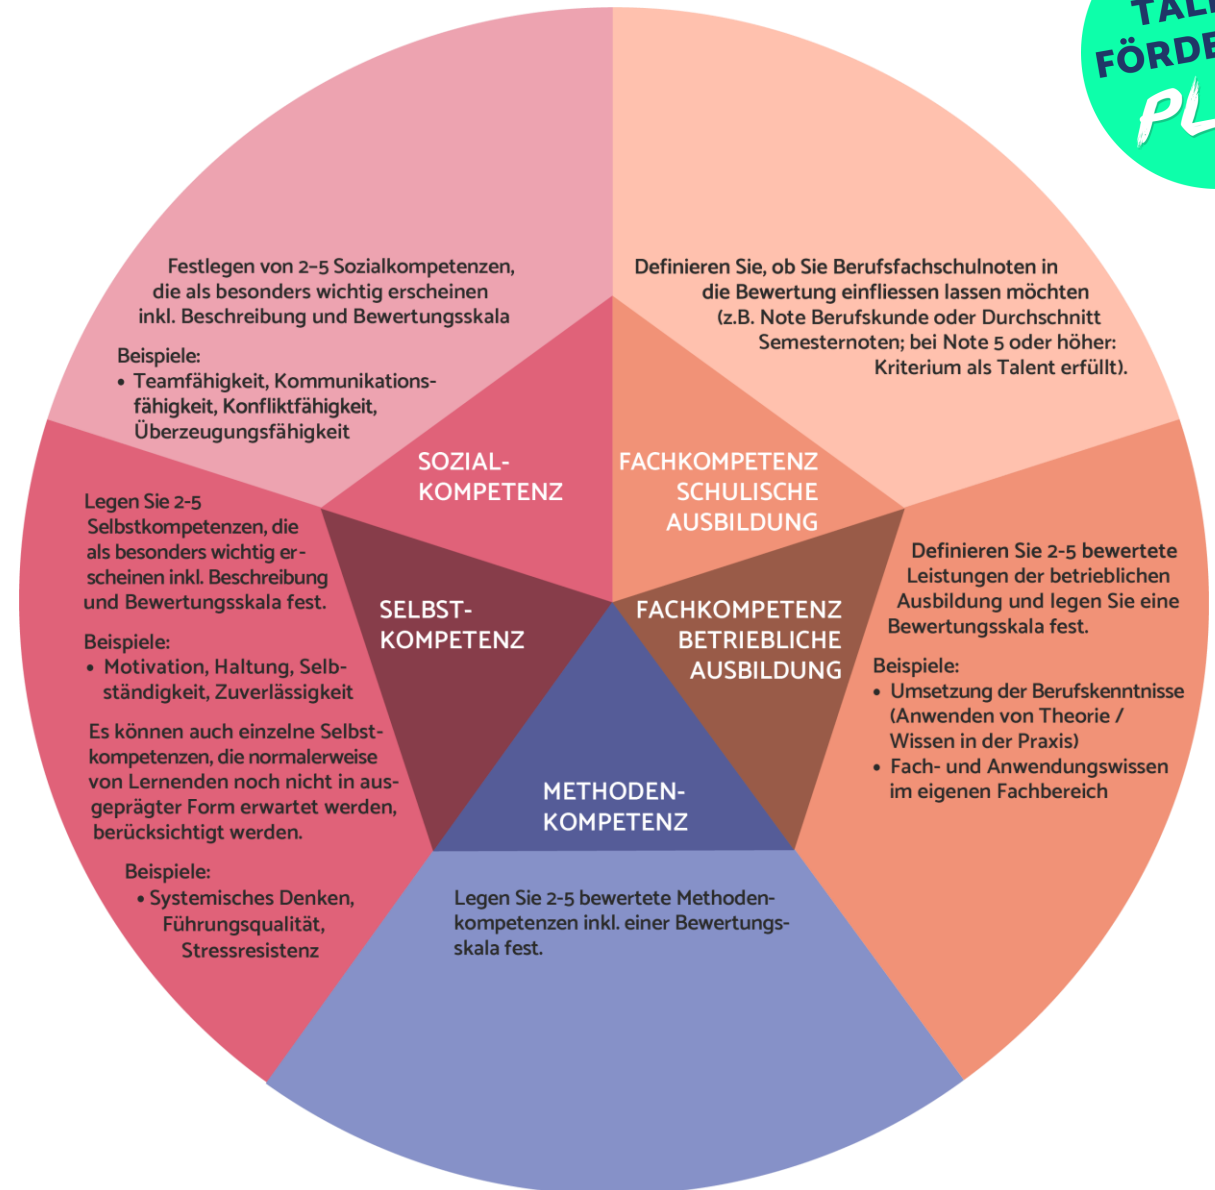 Festlegen von 2–5 Sozialkompetenzen,
die als besonders wichtig erscheinen
inkl. Beschreibung und Bewertungsskala
Beispiele:
• Teamfähigkeit, Kommunikations-
fähigkeit, Konfliktfähigkeit,
Überzeugungsfähigkeit
SOZIAL-
KOMPETENZ
Definieren Sie, ob Sie Berufsfachschulnoten in
die Bewertung einfliessen lassen möchten
(z.B. Note Berufskunde oder Durchschnitt
Semesternoten; bei Note 5 oder höher:
Kriterium als Talent erfüllt).
FACHKOMPETENZ
SCHULISCHE
AUSBILDUNG
Legen Sie 2-5
Selbstkompetenzen, die
als besonders wichtig er-
scheinen inkl. Beschreibung
und Bewertungsskala fest.
Beispiele:
• Motivation, Haltung, Selb-
ständigkeit, Zuverlässigkeit
Es können auch einzelne Selbst-
kompetenzen, die normalerweise
von Lernenden noch nicht in aus-
geprägter Form erwartet werden,
berücksichtigt werden.
Beispiele:
• Systemisches Denken,
Führungsqualität,
Stressresistenz
SELBST-
KOMPETENZ
FACHKOMPETENZ
BETRIEBLICHE
AUSBILDUNG
Definieren Sie 2-5 bewertete
Leistungen der betrieblichen
Ausbildung und legen Sie eine
Bewertungsskala fest.
Beispiele:
• Umsetzung der Berufskenntnisse
(Anwenden von Theorie /
Wissen in der Praxis)
• Fach- und Anwendungswissen
im eigenen Fachbereich
METHODEN-
KOMPETENZ
Legen Sie 2-5 bewertete Methoden-
kompetenzen inkl. einer Bewertungs-
skala fest.